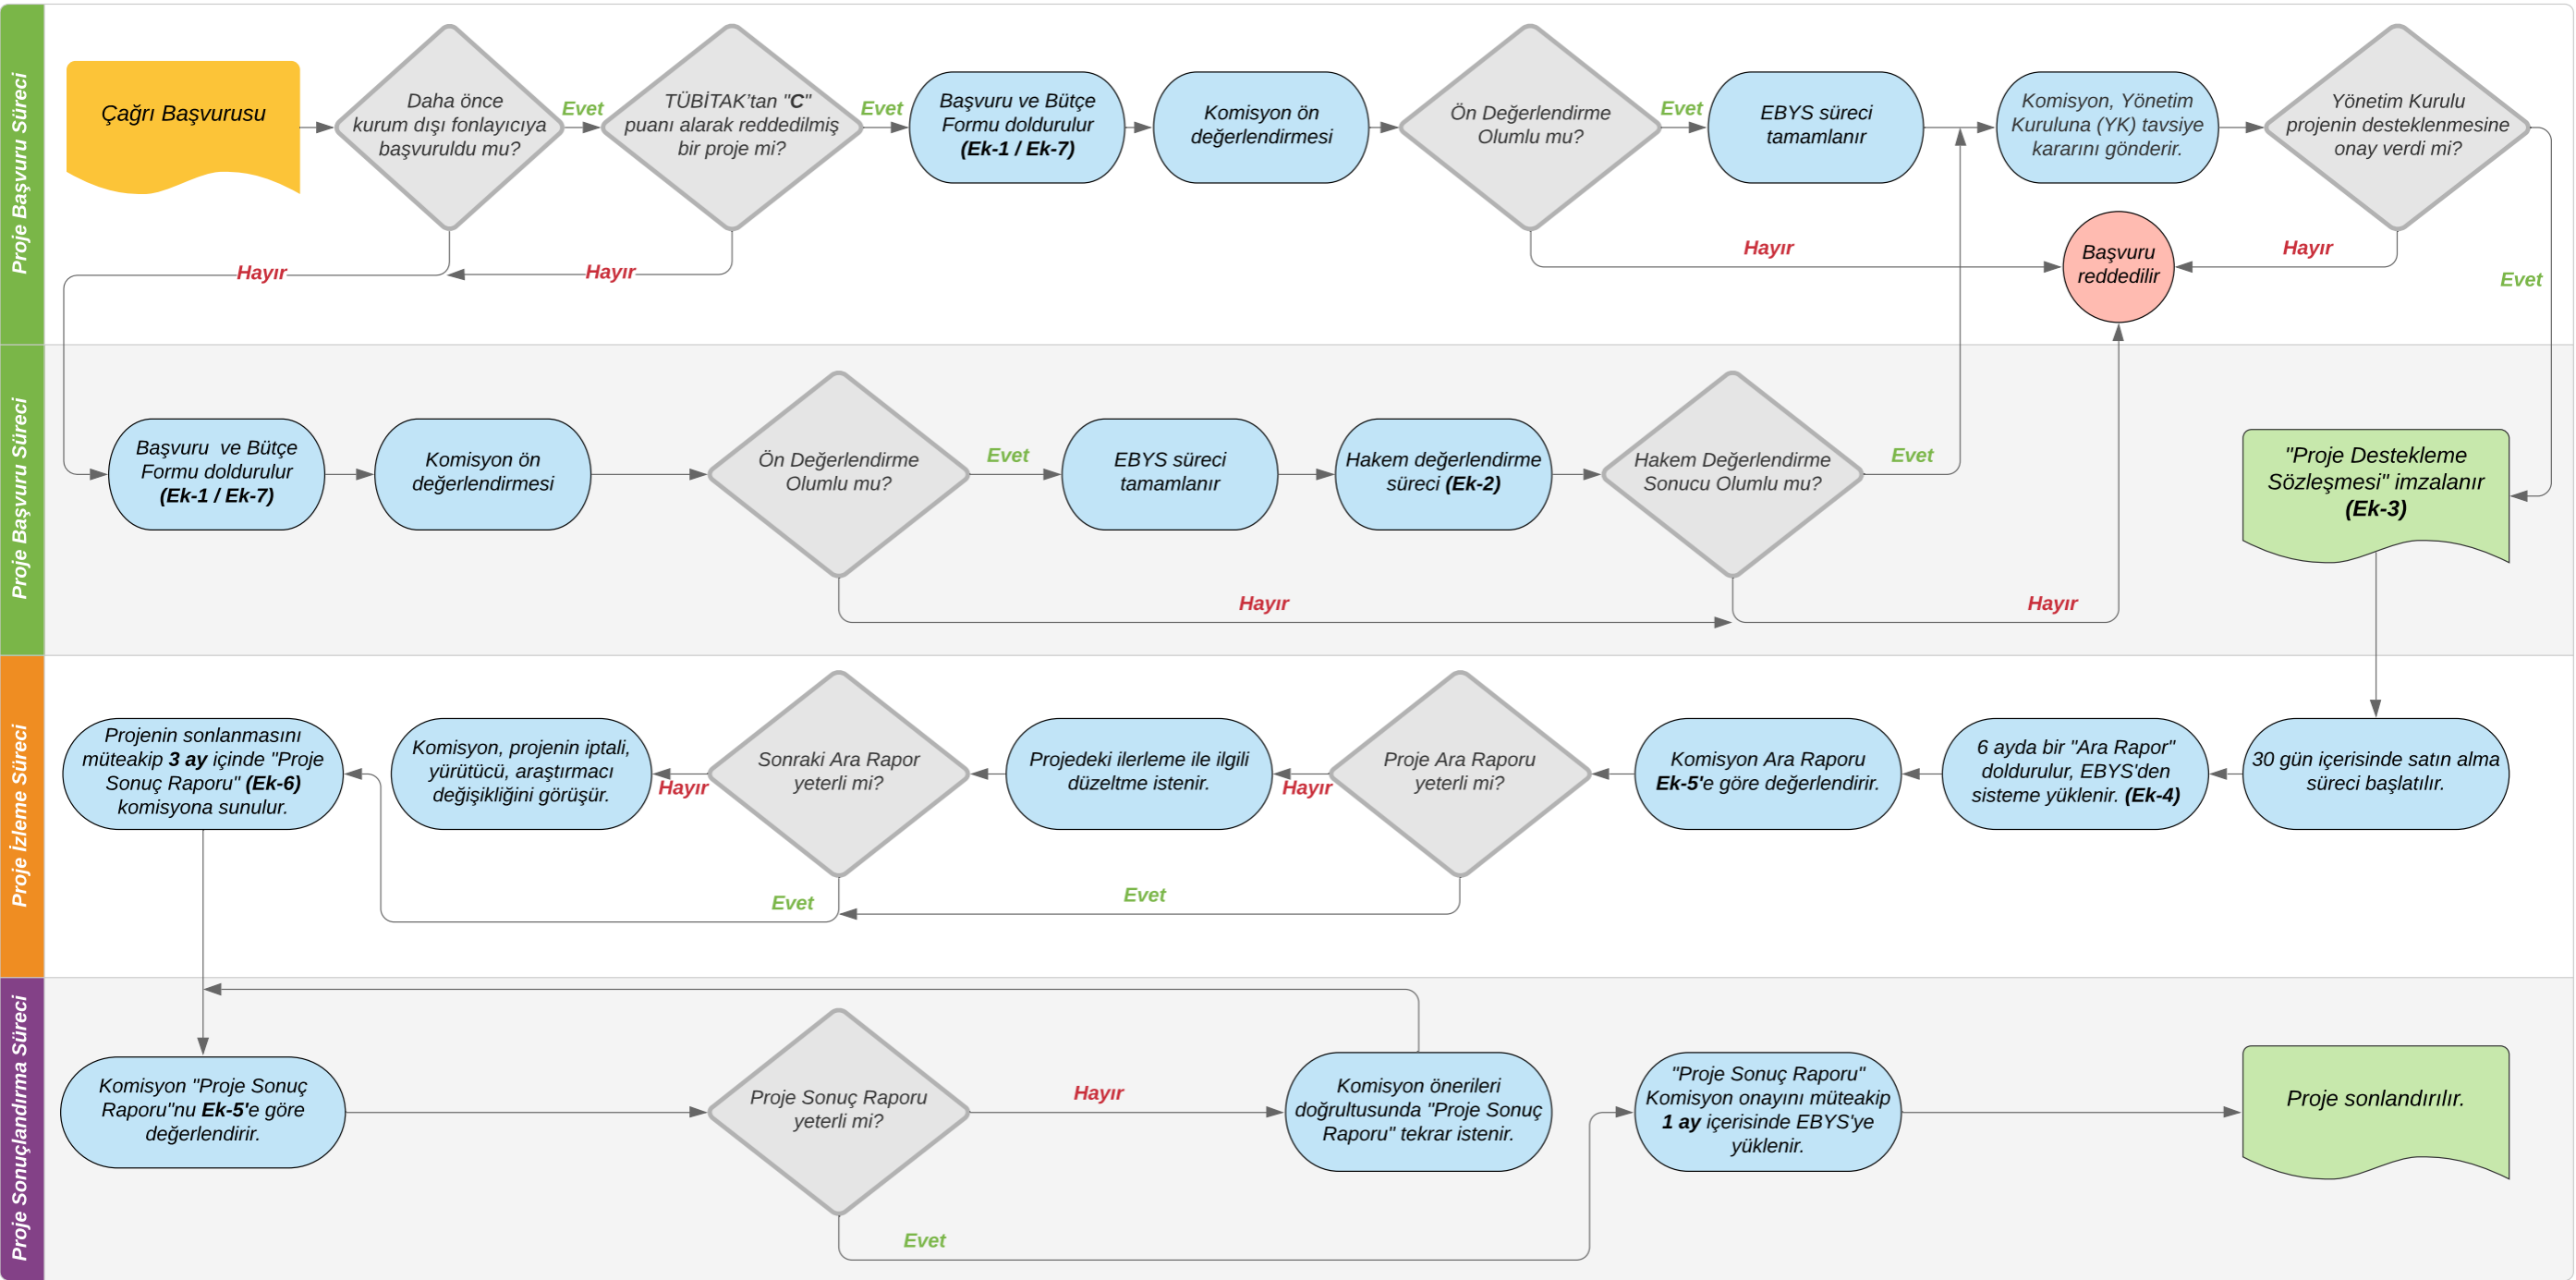 Proje Başvuru Süreci
Çağrı Başvurusu
Daha önce
kurum dışı fonlayıcıya
başvuruldu mu?
Evet
TÜBİTAK'tan "C"
puanı alarak reddedilmiş
bir proje mi?
Evet
Başvuru ve Bütçe
Formu doldurulur
(Ek-1 / Ek-7)
Komisyon ön
değerlendirmesi
Ön Değerlendirme
Olumlu mu?
Evet
EBYS süreci
tamamlanır
Komisyon, Yönetim
Kuruluna (YK) tavsiye
kararını gönderir.
Yönetim Kurulu
projenin desteklenmesine
onay verdi mi?
Hayır
Hayır
Hayır
Başvuru
reddedilir
Hayır
Evet
Proje Başvuru Süreci
Başvuru  ve Bütçe
Formu doldurulur
(Ek-1 / Ek-7)
Komisyon ön
değerlendirmesi
Ön Değerlendirme
Olumlu mu?
Evet
EBYS süreci
tamamlanır
Hakem değerlendirme
süreci (Ek-2)
Hakem Değerlendirme
Sonucu Olumlu mu?
Evet
"Proje Destekleme
Sözleşmesi" imzalanır
(Ek-3)
Hayır
Hayır
Proje İzleme Süreci
Projenin sonlanmasını
müteakip 3 ay içinde "Proje
Sonuç Raporu" (Ek-6)
komisyona sunulur.
Komisyon, projenin iptali,
yürütücü, araştırmacı
değişikliğini görüşür.
Hayır
Sonraki Ara Rapor
yeterli mi?
Projedeki ilerleme ile ilgili
düzeltme istenir.
Hayır
Proje Ara Raporu
yeterli mi?
Komisyon Ara Raporu
Ek-5'e göre değerlendirir.
6 ayda bir "Ara Rapor"
doldurulur, EBYS'den
sisteme yüklenir. (Ek-4)
30 gün içerisinde satın alma
süreci başlatılır.
Evet
Evet
Proje Sonuçlandırma Süreci
Komisyon "Proje Sonuç
Raporu"nu Ek-5'e göre
değerlendirir.
Proje Sonuç Raporu
yeterli mi?
Hayır
Komisyon önerileri
doğrultusunda "Proje Sonuç
Raporu" tekrar istenir.
"Proje Sonuç Raporu"
Komisyon onayını müteakip
1 ay içerisinde EBYS'ye
yüklenir.
Proje sonlandırılır.
Evet